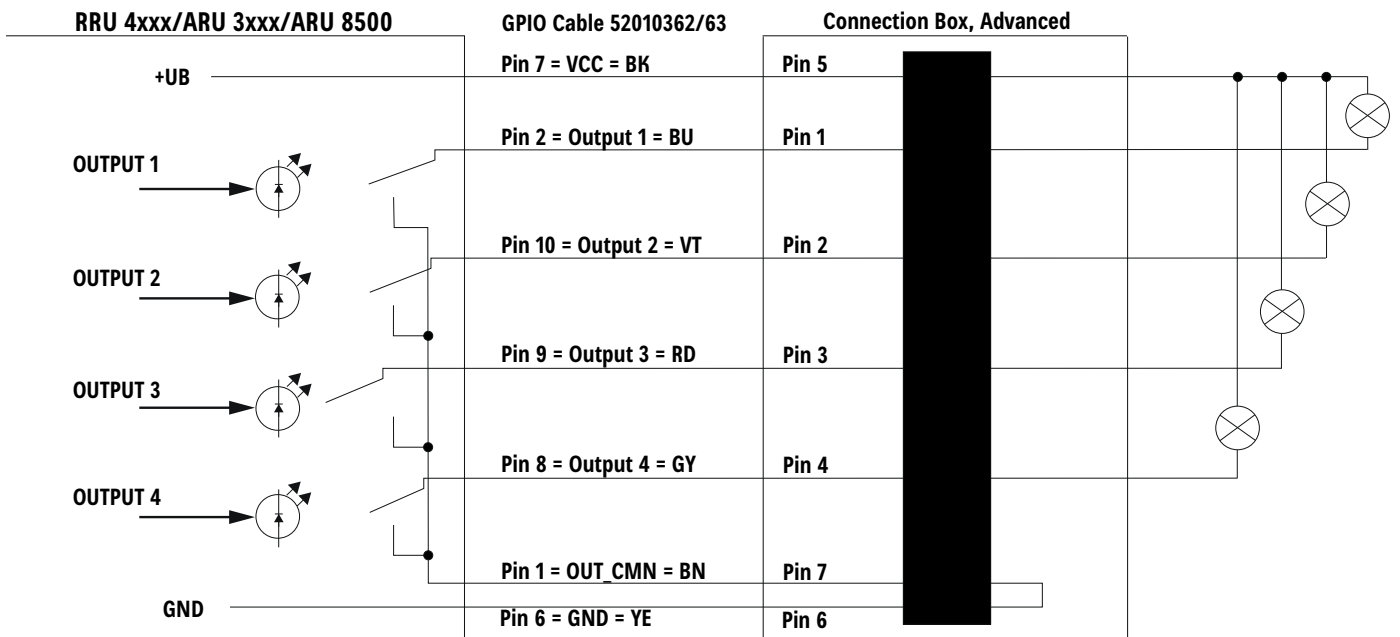 RRU 4xxx/ARU 3xxx/ARU 8500
GPIO Cable 52010362/63
Connection Box, Advanced
+UB
Pin 7 = VCC = BK
Pin 5
Pin 2 = Output 1 = BU
Pin 1
OUTPUT 1
Pin 10 = Output 2 = VT
Pin 2
OUTPUT 2
Pin 9 = Output 3 = RD
Pin 3
OUTPUT 3
Pin 8 = Output 4 = GY
Pin 4
OUTPUT 4
Pin 1 = OUT_CMN = BN
Pin 7
GND
Pin 6 = GND = YE
Pin 6